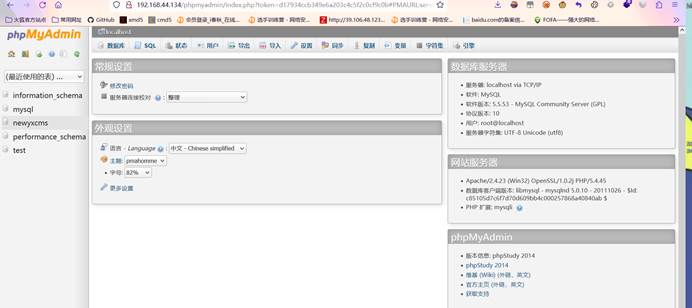 192.168.44.134/phpmyadmin/index.php?token=d17934ccb349e6a203c4c5f2c0cf9c0b#PMAURL:ser
火狐官方站点 常用网址 GitHub xmd5 cmd5 会员登录_i春秋_在线... 选手训练营 - 网络安... http://39.106.48.123... 选手训练营 - 网络安... baidu.com的备案信... FOFA——强大的网络...
phpMyAdmin
(最近使用的表) ...
information_schema
mysql
newyxcms
performance_schema
test
localhost
数据库 SQL 状态 用户 导出 导入 设置 同步 复制 变量 字符集 引擎
常规设置
修改密码
服务器连接校对 : 整理
外观设置
语言 - Language : 中文 - Chinese simplified
主题: pmahomme
字号: 82%
更多设置
数据库服务器
服务器: localhost via TCP/IP
软件: MySQL
软件版本: 5.5.53 - MySQL Community Server (GPL)
协议版本: 10
用户: root@localhost
服务器字符集: UTF-8 Unicode (utf8)
网站服务器
Apache/2.4.23 (Win32) OpenSSL/1.0.2j PHP/5.4.45
数据库客户端版本: libmysql - mysqlnd 5.0.10 - 20111026 - $Id:
c85105d7c6f7d70d609bb4c000257868a40840ab $
PHP 扩展: mysqli
phpMyAdmin
版本信息: phpStudy 2014
phpStudy 2014
维基 (Wiki) (外链，英文)
官方主页 (外链，英文)
获取支持